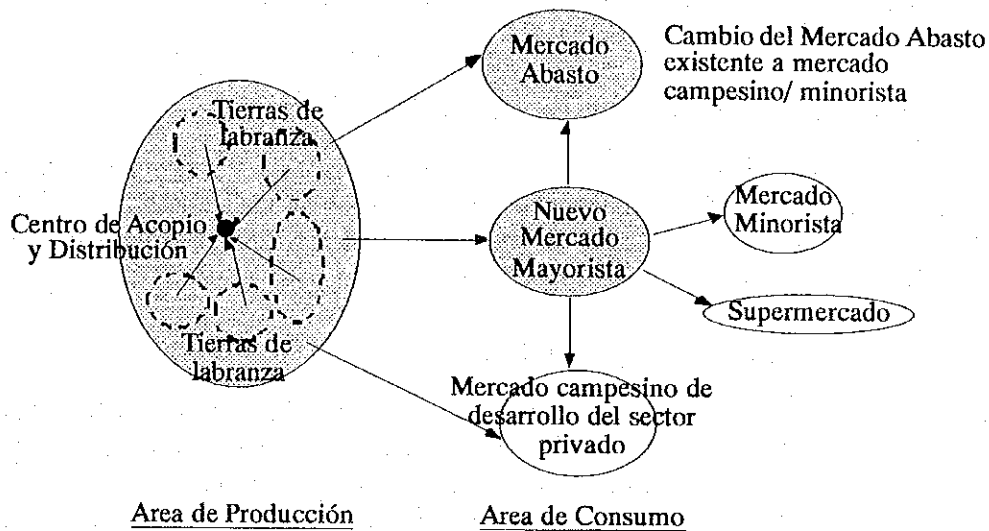 Mercado
Abasto
Cambio del Mercado Abasto
existente a mercado
campesino/ minorista
Tierras de
labranza
Centro de Acopio
y Distribución
Nuevo
Mercado
Mayorista
Mercado
Minorista
Supermercado
Tierras de
labranza
Mercado campesino de
desarrollo del sector
privado
Area de Producción
Area de Consumo